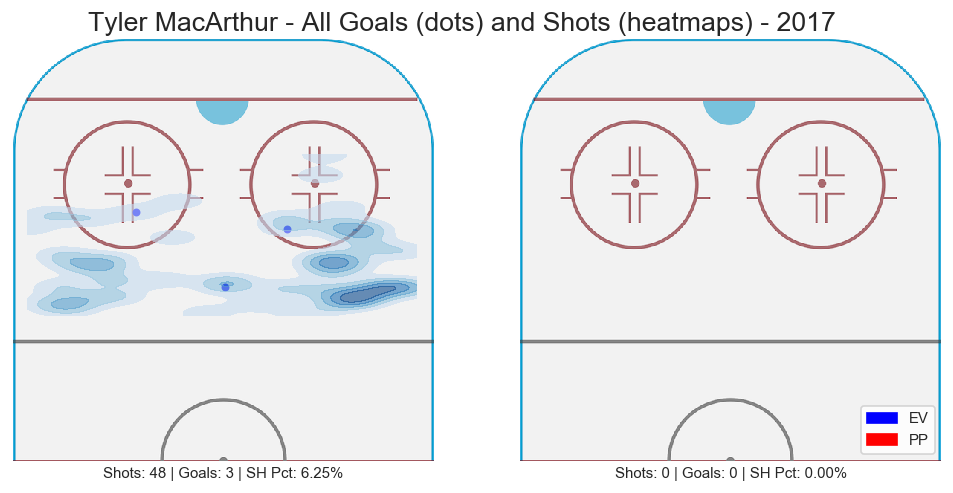 Tyler MacArthur - All Goals (dots) and Shots (heatmaps) - 2017
EV
PP
Shots: 48 | Goals: 3 | SH Pct: 6.25%
Shots: 0 | Goals: 0 | SH Pct: 0.00%